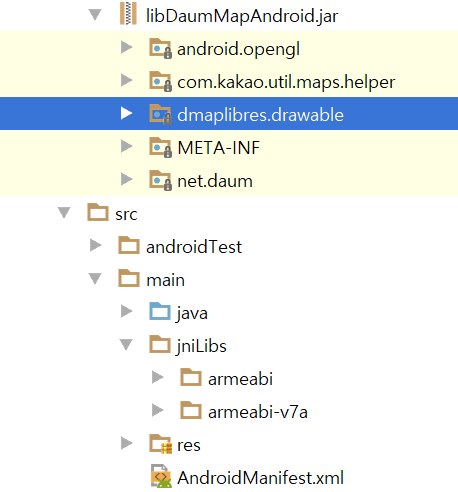 libDaumMapAndroid.jar
android.opengl
com.kakao.util.maps.helper
dmaplibres.drawable
META-INF
net.daum
src
androidTest
main
java
jniLibs
armeabi
armeabi-v7a
res
AndroidManifest.xml